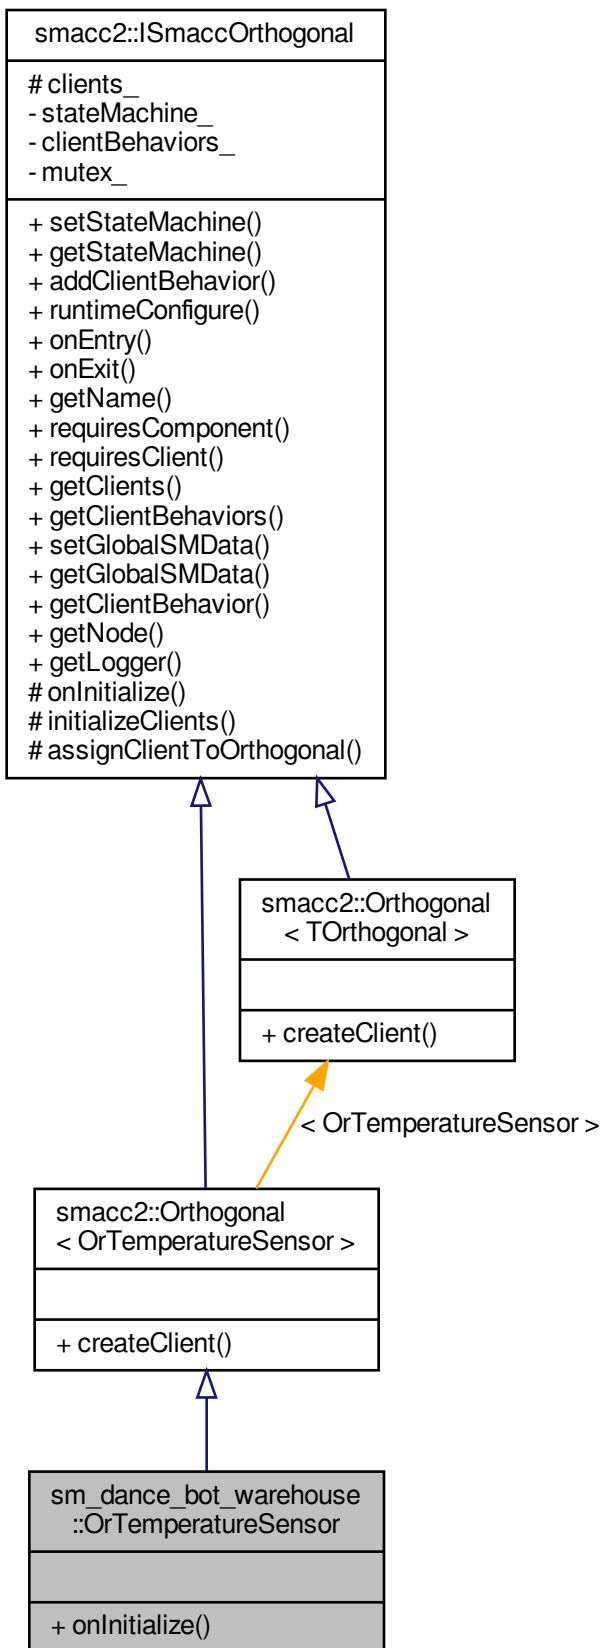 smacc2::ISmaccOrthogonal
# clients_
- stateMachine_
- clientBehaviors_
- mutex_
+ setStateMachine()
+ getStateMachine()
+ addClientBehavior()
+ runtimeConfigure()
+ onEntry()
+ onExit()
+ getName()
+ requiresComponent()
+ requiresClient()
+ getClients()
+ getClientBehaviors()
+ setGlobalSMData()
+ getGlobalSMData()
+ getClientBehavior()
+ getNode()
+ getLogger()
# onInitialize()
# initializeClients()
# assignClientToOrthogonal()
smacc2::Orthogonal
< TOrthogonal >
+ createClient()
< OrTemperatureSensor >
smacc2::Orthogonal
< OrTemperatureSensor >
+ createClient()
sm_dance_bot_warehouse
::OrTemperatureSensor
+ onInitialize()